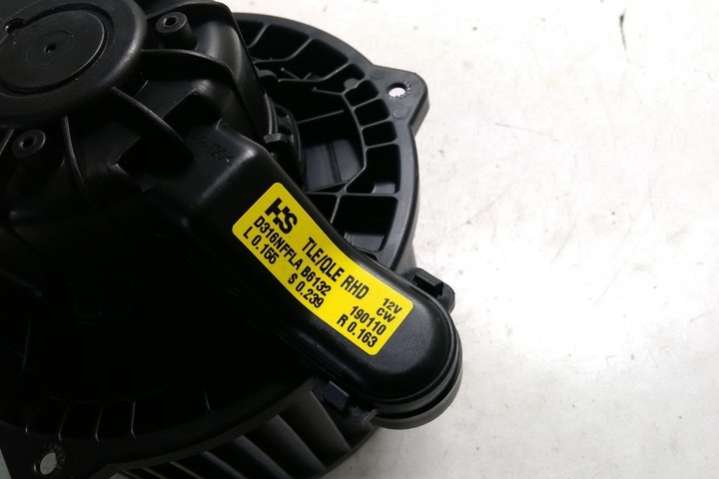 HS TLE/QLE RHD 12V CW
D316NFFLA B6132 190110
L 0.166 S 0.239 R 0.163